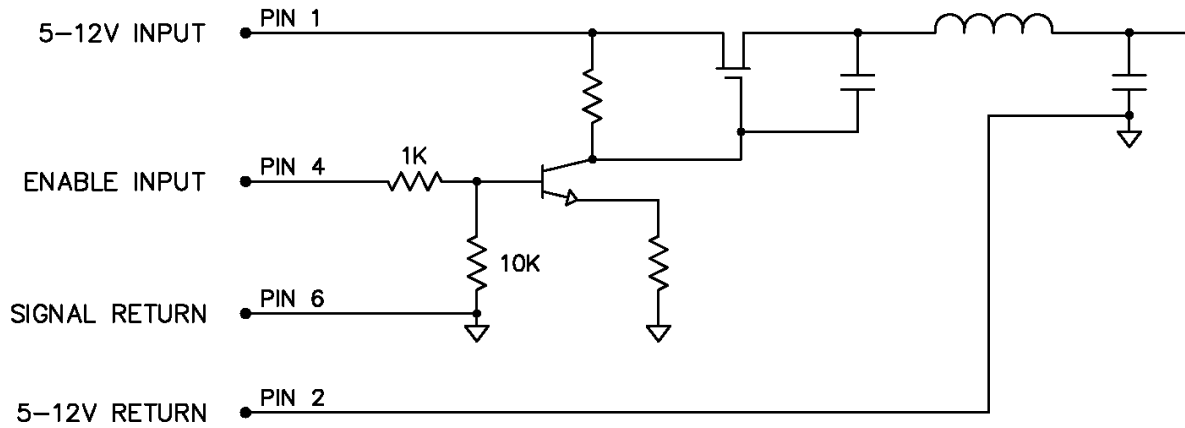 5-12V INPUT PIN 1
ENABLE INPUT PIN 4 1K
10K
SIGNAL RETURN PIN 6
5-12V RETURN PIN 2